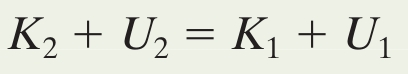 K₂ + U₂ = K₁ + U₁